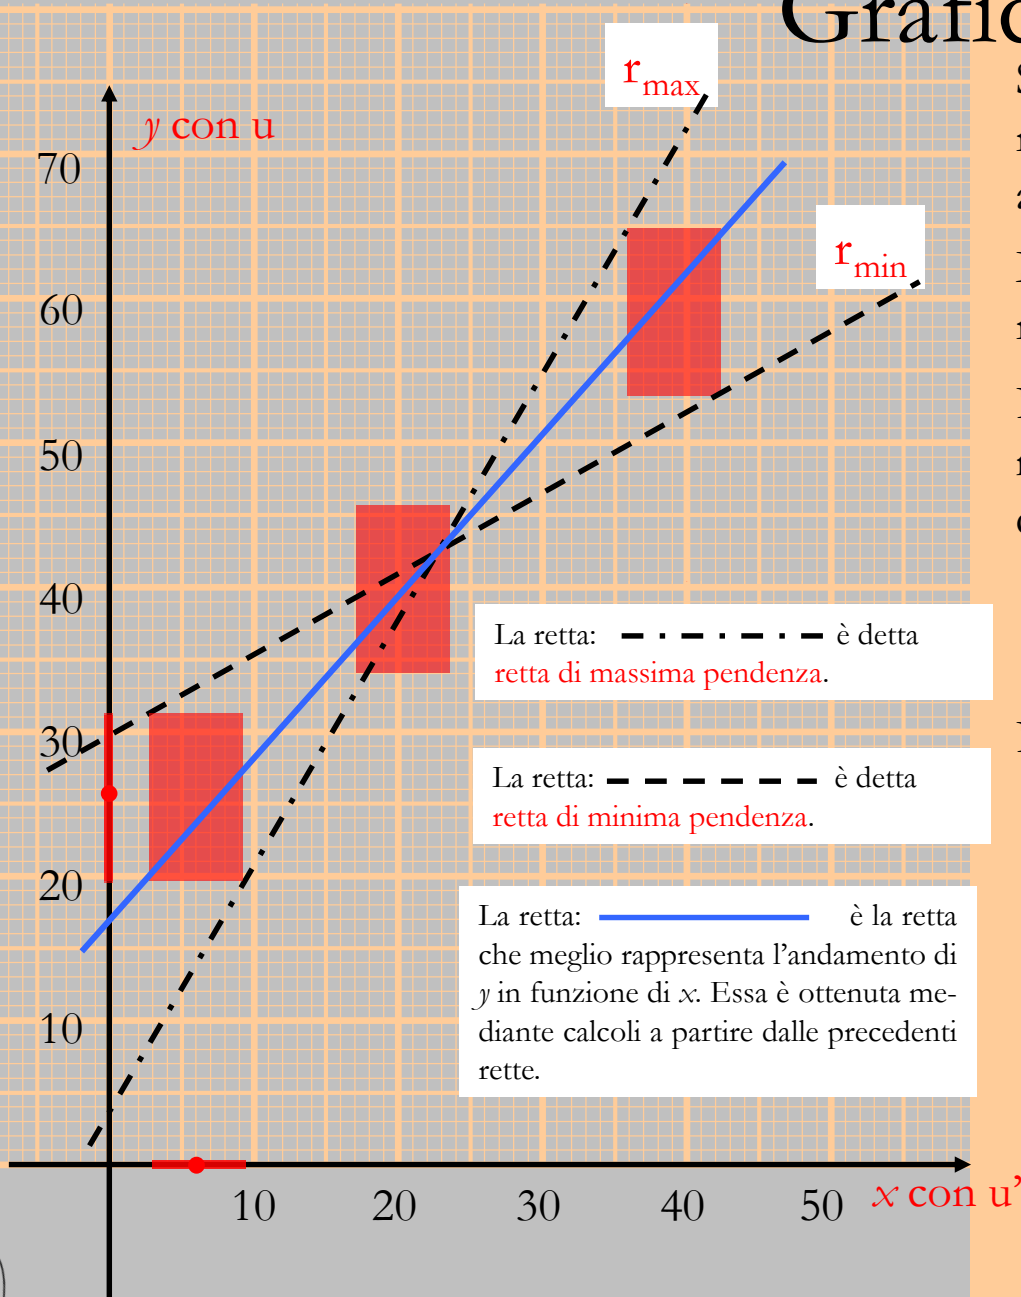 Grafic
r max
y con u
70
r min
60
50
40
La retta: è detta
retta di massima pendenza.
30
La retta: è detta
retta di minima pendenza.
20
La retta: è la retta
che meglio rappresenta l'andamento di
y in funzione di x. Essa è ottenuta me-
diante calcoli a partire dalle precedenti
rette.
10
10 20 30 40 50 x con u'